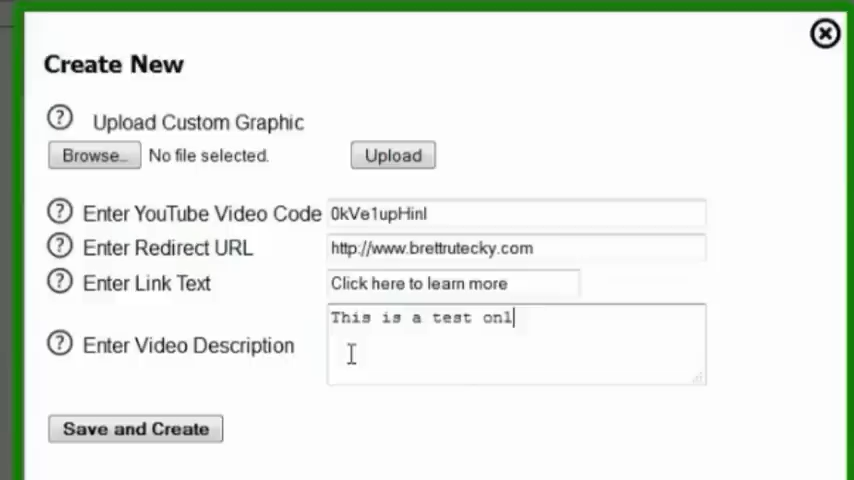 Create New
? Upload Custom Graphic
Browse... No file selected. Upload
? Enter YouTube Video Code 0kVe1upHinI
? Enter Redirect URL http://www.brettrutecky.com
? Enter Link Text Click here to learn more
This is a test onl
? Enter Video Description
Save and Create